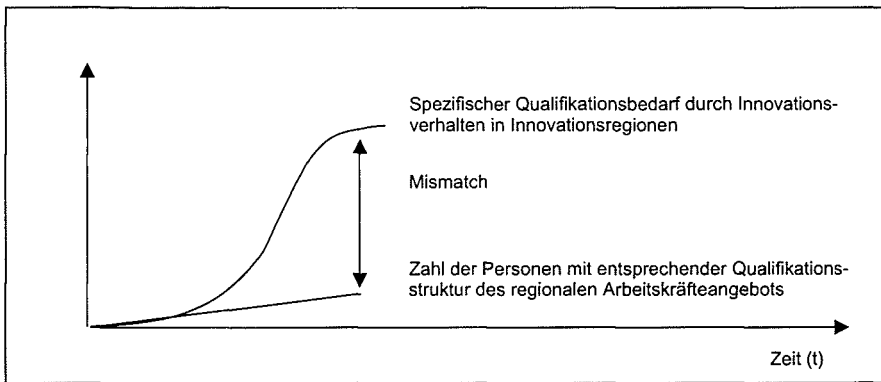 Spezifischer Qualifikationsbedarf durch Innovations-
verhalten in Innovationsregionen
Mismatch
Zahl der Personen mit entsprechender Qualifikations-
struktur des regionalen Arbeitskräfteangebots
Zeit (t)